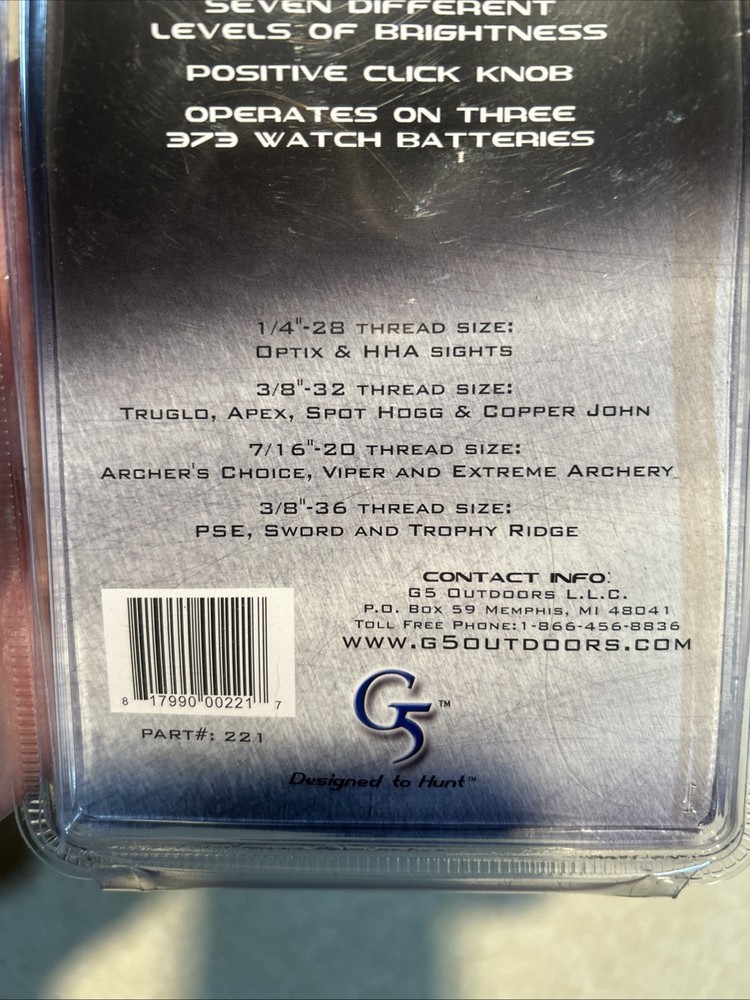 SEVEN DIFFERENT
LEVELS OF BRIGHTNESS
POSITIVE CLICK KNOB
OPERATES ON THREE
373 WATCH BATTERIES
1/4"-28 THREAD SIZE:
OPTIX & HHA SIGHTS
3/8"-32 THREAD SIZE:
TRUGLO, APEX, SPOT HOGG & COPPER JOHN
7/16"-20 THREAD SIZE:
ARCHER'S CHOICE, VIPER AND EXTREME ARCHERY
3/8"-36 THREAD SIZE:
PSE, SWORD AND TROPHY RIDGE
CONTACT INFO:
G5 OUTDOORS L.L.C.
P.O. BOX 59 MEMPHIS, MI 48041
TOLL FREE PHONE:1-866-456-8836
WWW.G5OUTDOORS.COM
8 17990 00221 7
PART#: 221
G5™
Designed to Hunt™